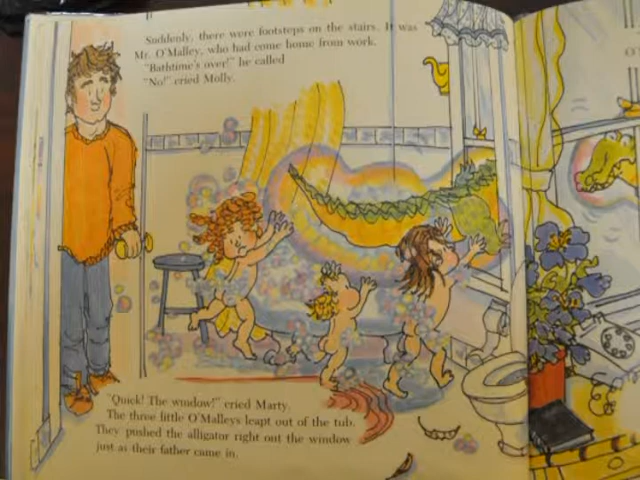 Suddenly, there were footsteps on the stairs. It was
Mr. O'Malley, who had come home from work.
"Bathtime's over!" he called
"No!" cried Molly.
"Quick! The window!" cried Marty.
The three little O'Malleys leapt out of the tub.
They pushed the alligator right out the window
just as their father came in.